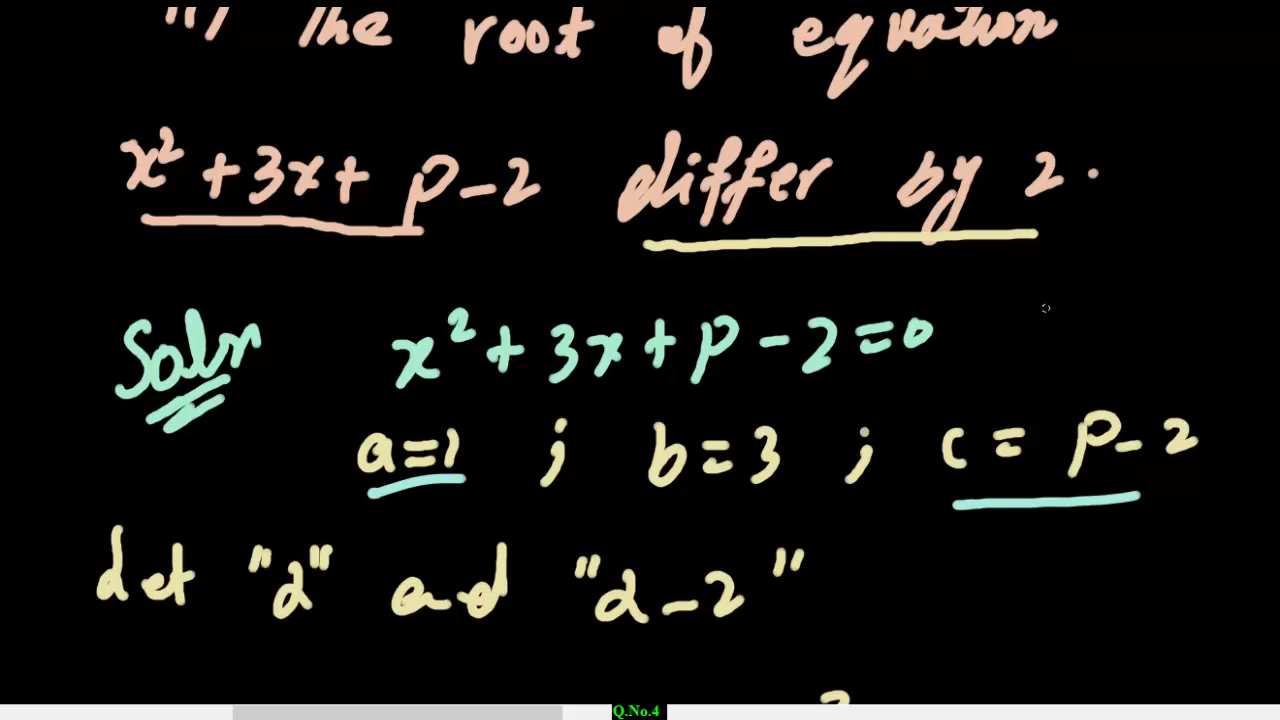 The root of equation
x² + 3x + p - 2 differ by 2.
Soln x² + 3x + p - 2 = 0
a = 1 ; b = 3 ; c = p - 2
Let "α" and "α - 2"
Q.No.4